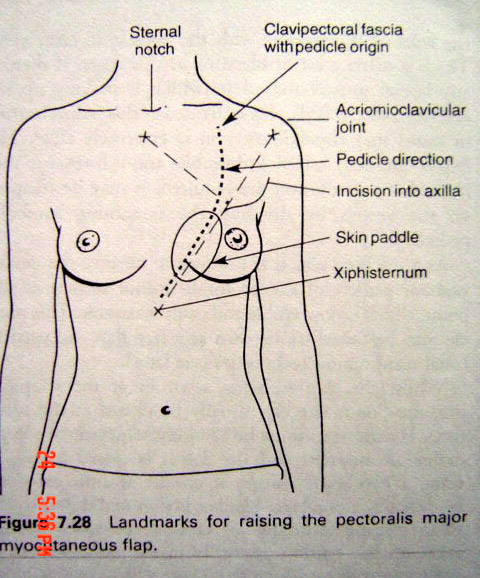 Sternal
notch
Clavipectoral fascia
with pedicle origin
Acriomioclavicular
joint
Pedicle direction
Incision into axilla
Skin paddle
Xiphisternum
Figure 7.28 Landmarks for raising the pectoralis major
myocutaneous flap.
24 5:36 PM